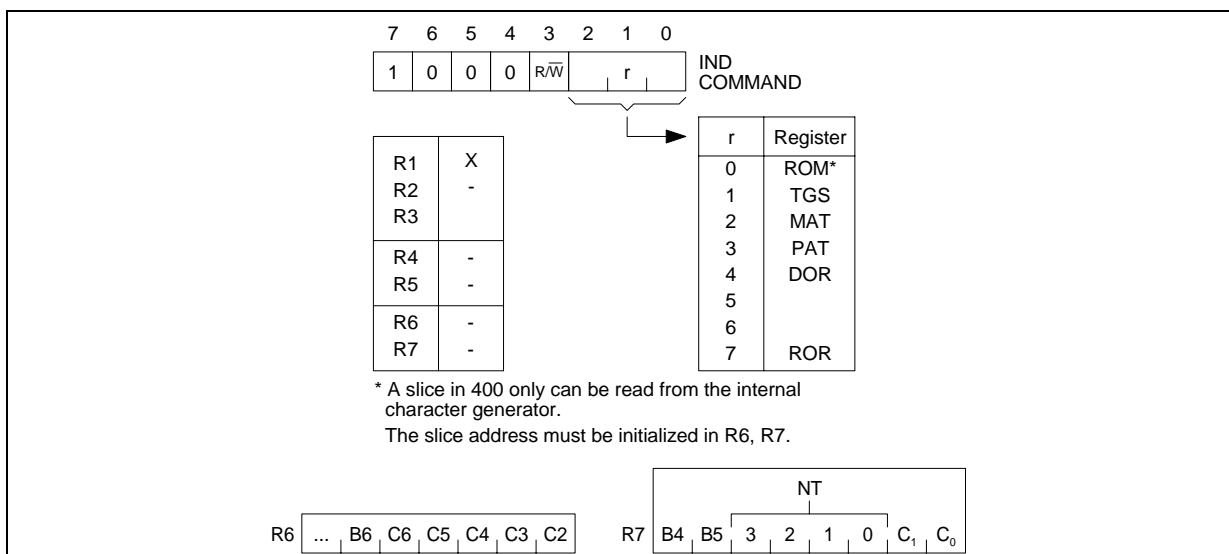 7 6 5 4 3 2 1 0
1 0 0 0 R/W̅ r IND
COMMAND
r Register
R1 X
0 ROM*
R2 -
1 TGS
R3
2 MAT
R4 -
3 PAT
R5 -
4 DOR
5
R6 -
6
R7 -
7 ROR
* A slice in 400 only can be read from the internal
character generator.
The slice address must be initialized in R6, R7.
NT
R6 ... B6 C6 C5 C4 C3 C2 R7 B4 B5 3 2 1 0 C₁ C₀